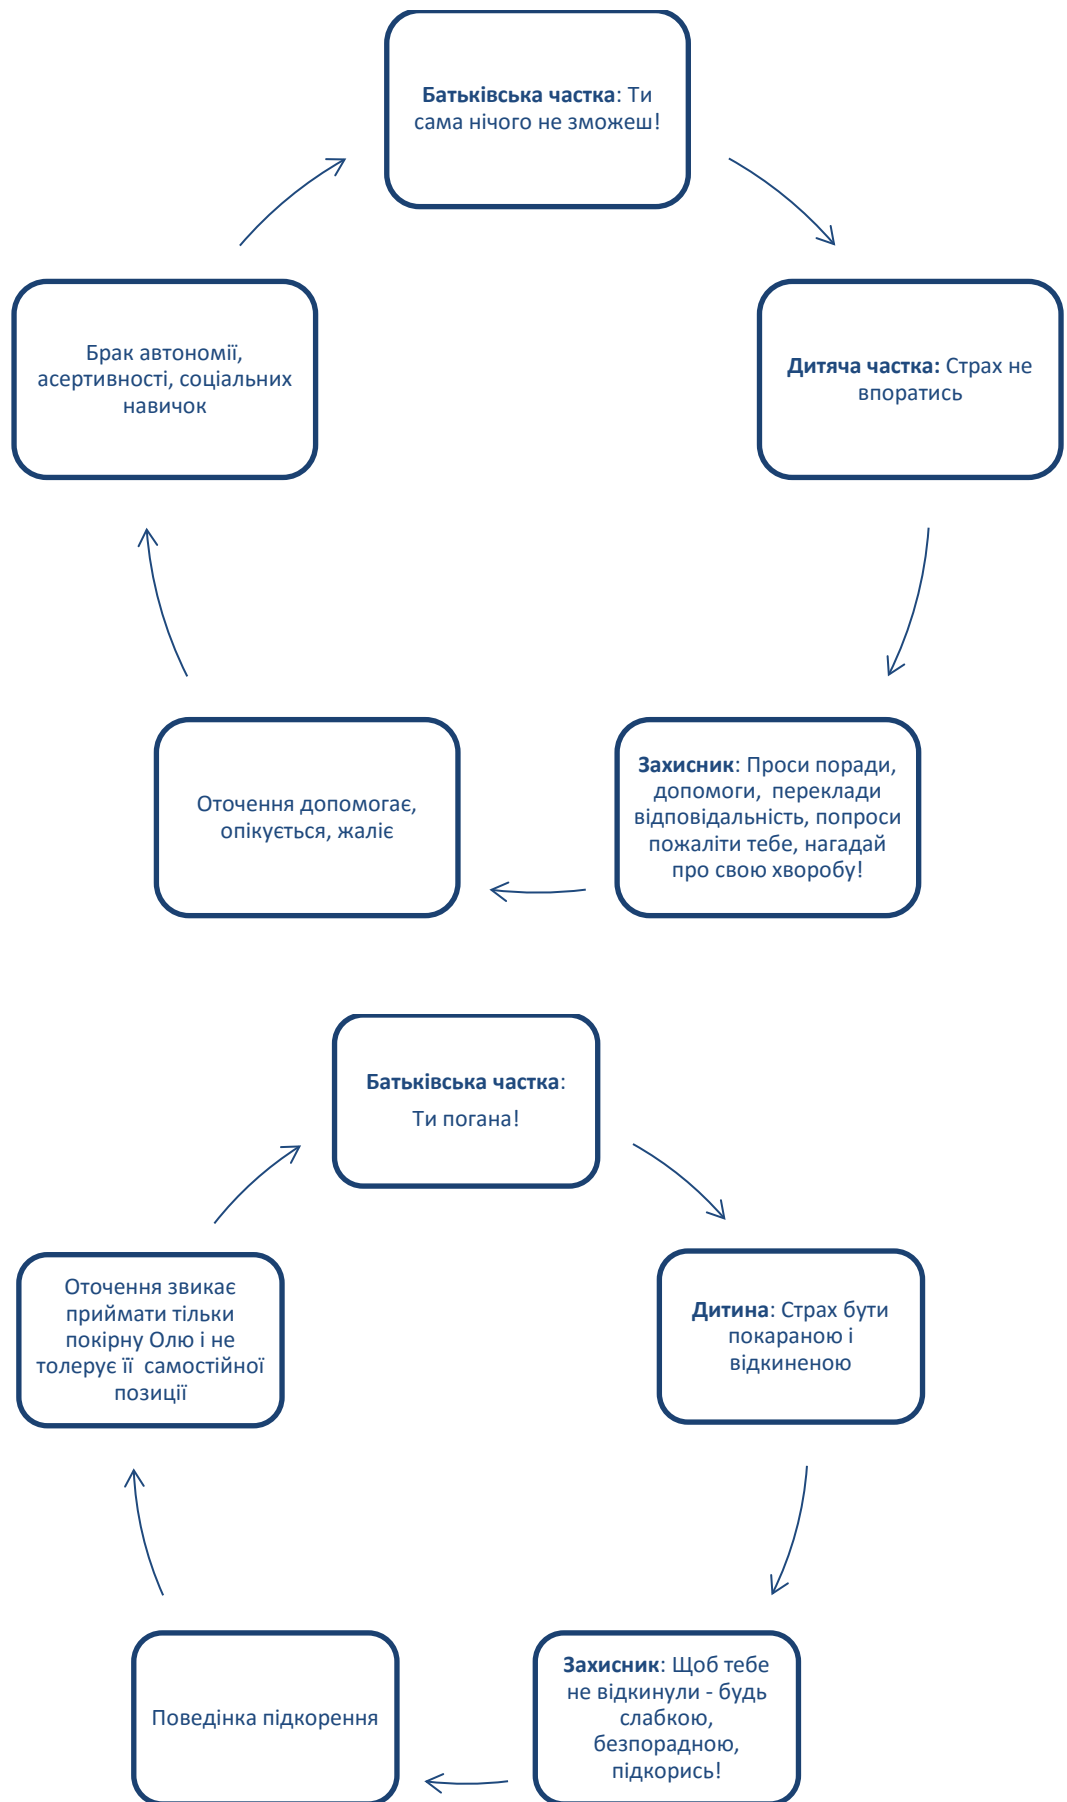 Батьківська частка: Ти
сама нічого не зможеш!
Дитяча частка: Страх не
впоратись
Захисник: Проси поради,
допомоги, переклади
відповідальність, попроси
пожаліти тебе, нагадай
про свою хворобу!
Оточення допомогає,
опікується, жаліє
Брак автономії,
асертивності, соціальних
навичок
Батьківська частка:
Ти погана!
Дитина: Страх бути
покараною і
відкиненою
Захисник: Щоб тебе
не відкинули - будь
слабкою,
безпорадною,
підкорись!
Поведінка підкорення
Оточення звикає
приймати тільки
покірну Олю і не
толерує її самостійної
позиції